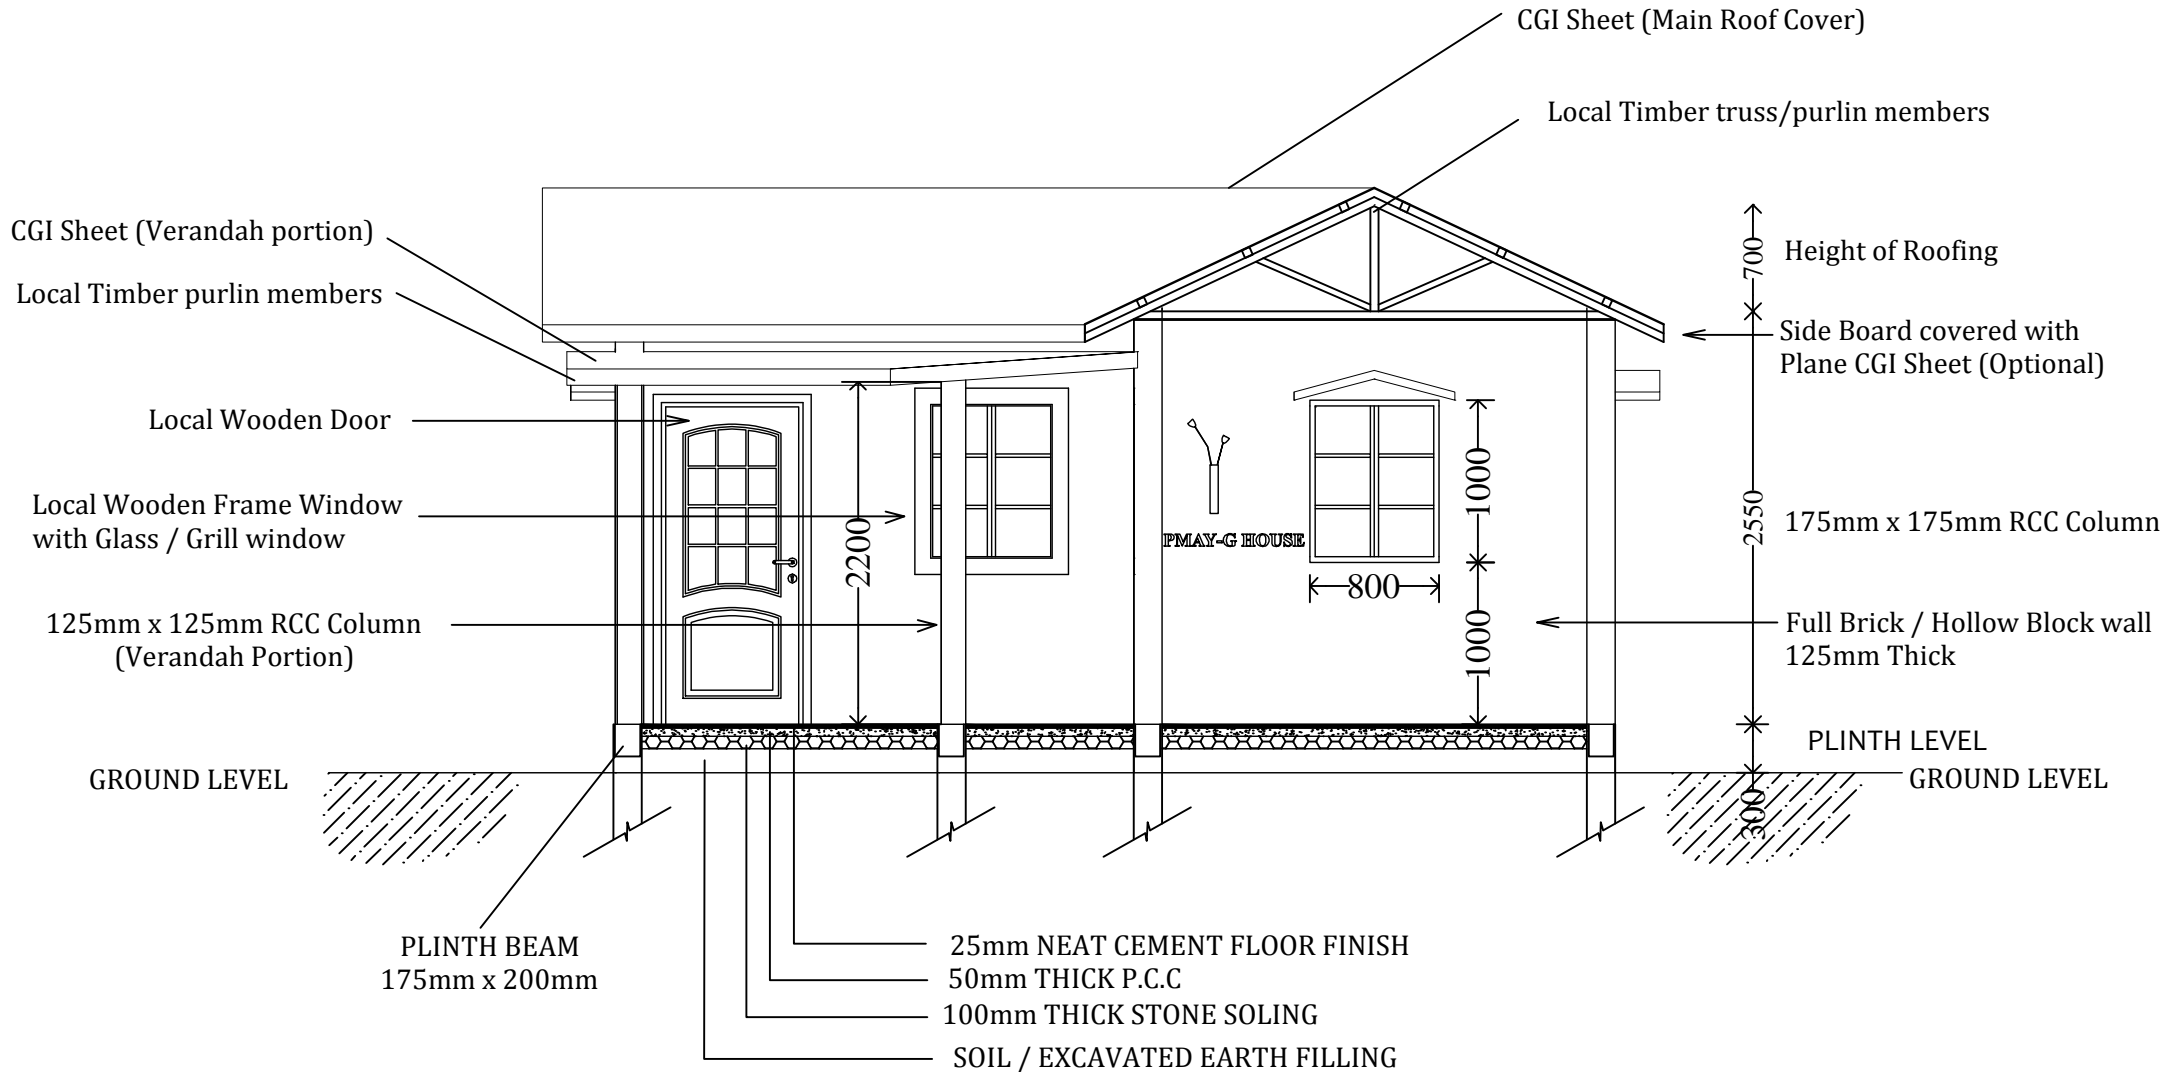 CGI Sheet (Main Roof Cover)
Local Timber truss/purlin members
CGI Sheet (Verandah portion)
Local Timber purlin members
700
Height of Roofing
Side Board covered with
Plane CGI Sheet (Optional)
Local Wooden Door
Local Wooden Frame Window
with Glass / Grill window
2200
PMAY-G HOUSE
1000
800
1000
2550
175mm x 175mm RCC Column
125mm x 125mm RCC Column
(Verandah Portion)
Full Brick / Hollow Block wall
125mm Thick
PLINTH LEVEL
GROUND LEVEL
GROUND LEVEL
300
PLINTH BEAM
175mm x 200mm
25mm NEAT CEMENT FLOOR FINISH
50mm THICK P.C.C
100mm THICK STONE SOLING
SOIL / EXCAVATED EARTH FILLING